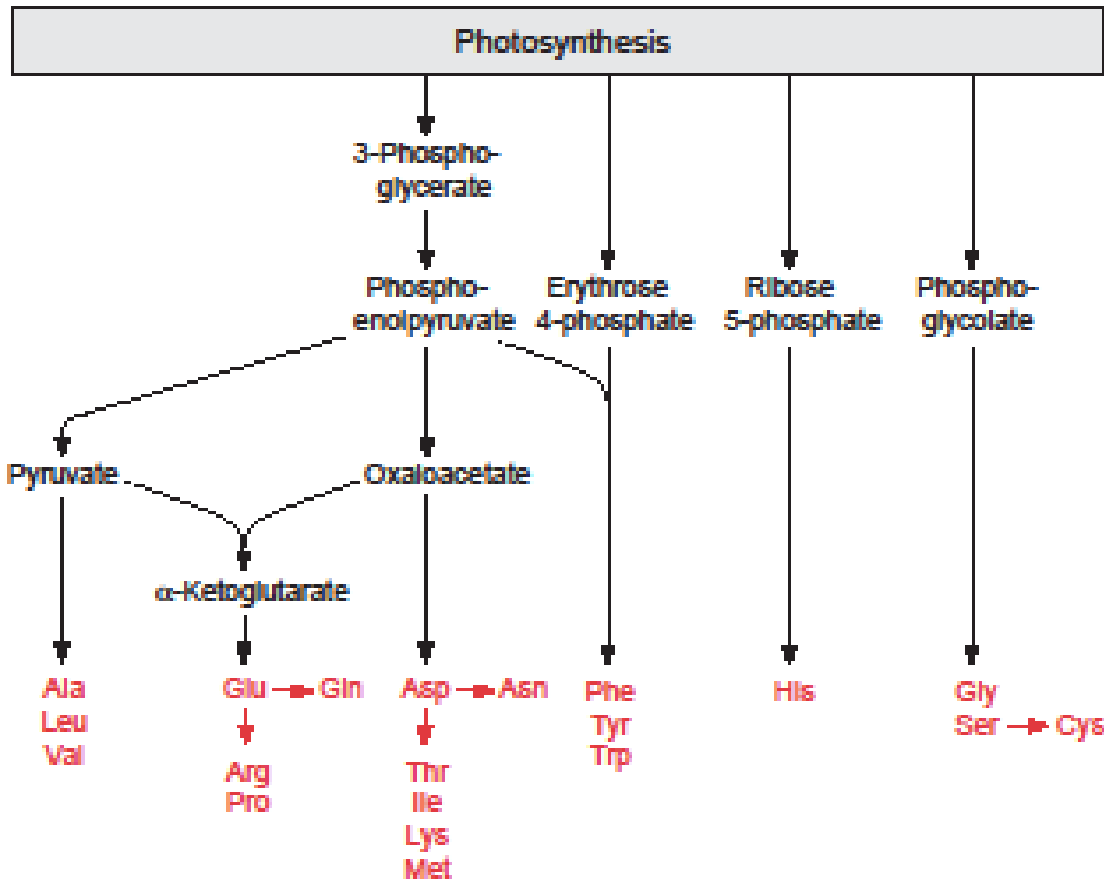 Photosynthesis
3-Phospho-
glycerate
Phospho-
enolpyruvate
Erythrose
4-phosphate
Ribose
5-phosphate
Phospho-
glycolate
Pyruvate
Oxaloacetate
α-Ketoglutarate
Ala
Leu
Val
Glu
Gln
Arg
Pro
Asp
Asn
Thr
Ile
Lys
Met
Phe
Tyr
Trp
His
Gly
Ser
Cys